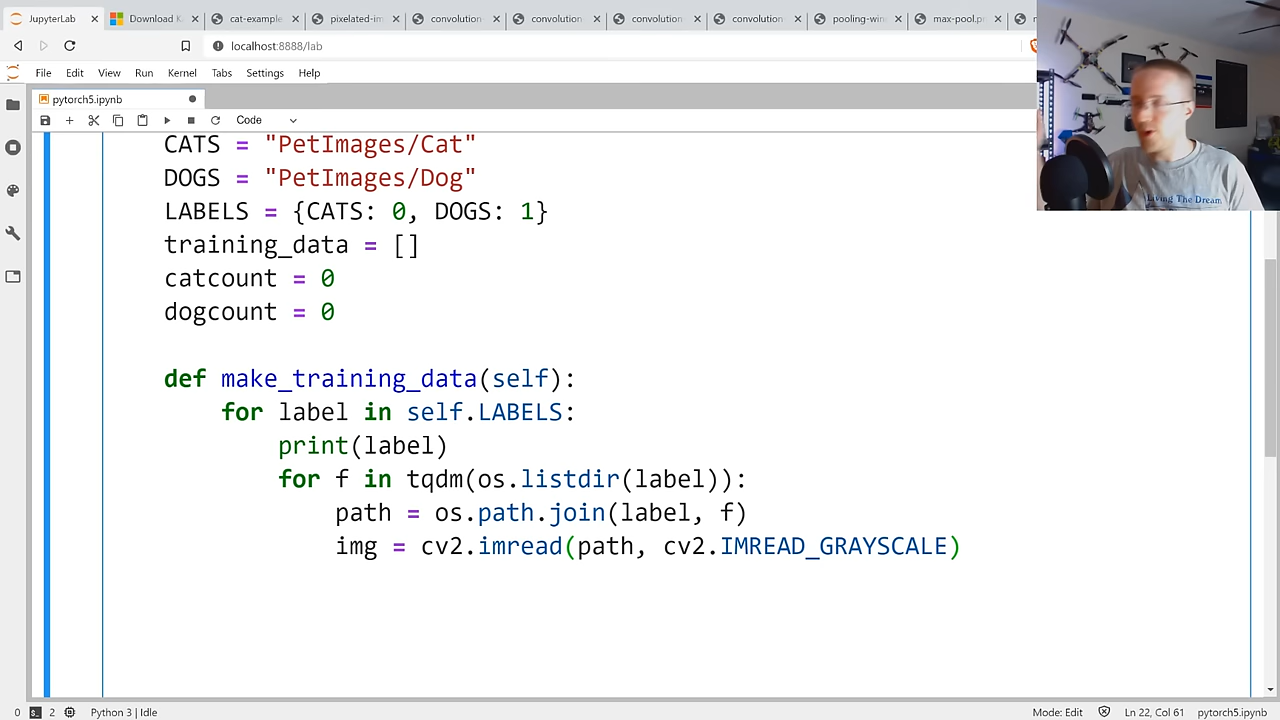 JupyterLab
Download K
cat-example
pixelated-im
convolution
convolution
convolution
convolution
pooling-win
max-pool.p
localhost:8888/lab
File Edit View Run Kernel Tabs Settings Help
pytorch5.ipynb
Code
CATS = "PetImages/Cat"
DOGS = "PetImages/Dog"
LABELS = {CATS: 0, DOGS: 1}
training_data = []
catcount = 0
dogcount = 0
def make_training_data(self):
for label in self.LABELS:
print(label)
for f in tqdm(os.listdir(label)):
path = os.path.join(label, f)
img = cv2.imread(path, cv2.IMREAD_GRAYSCALE)
Living The Dream
0 2 Python 3 | Idle
Mode: Edit Ln 22, Col 61 pytorch5.ipynb